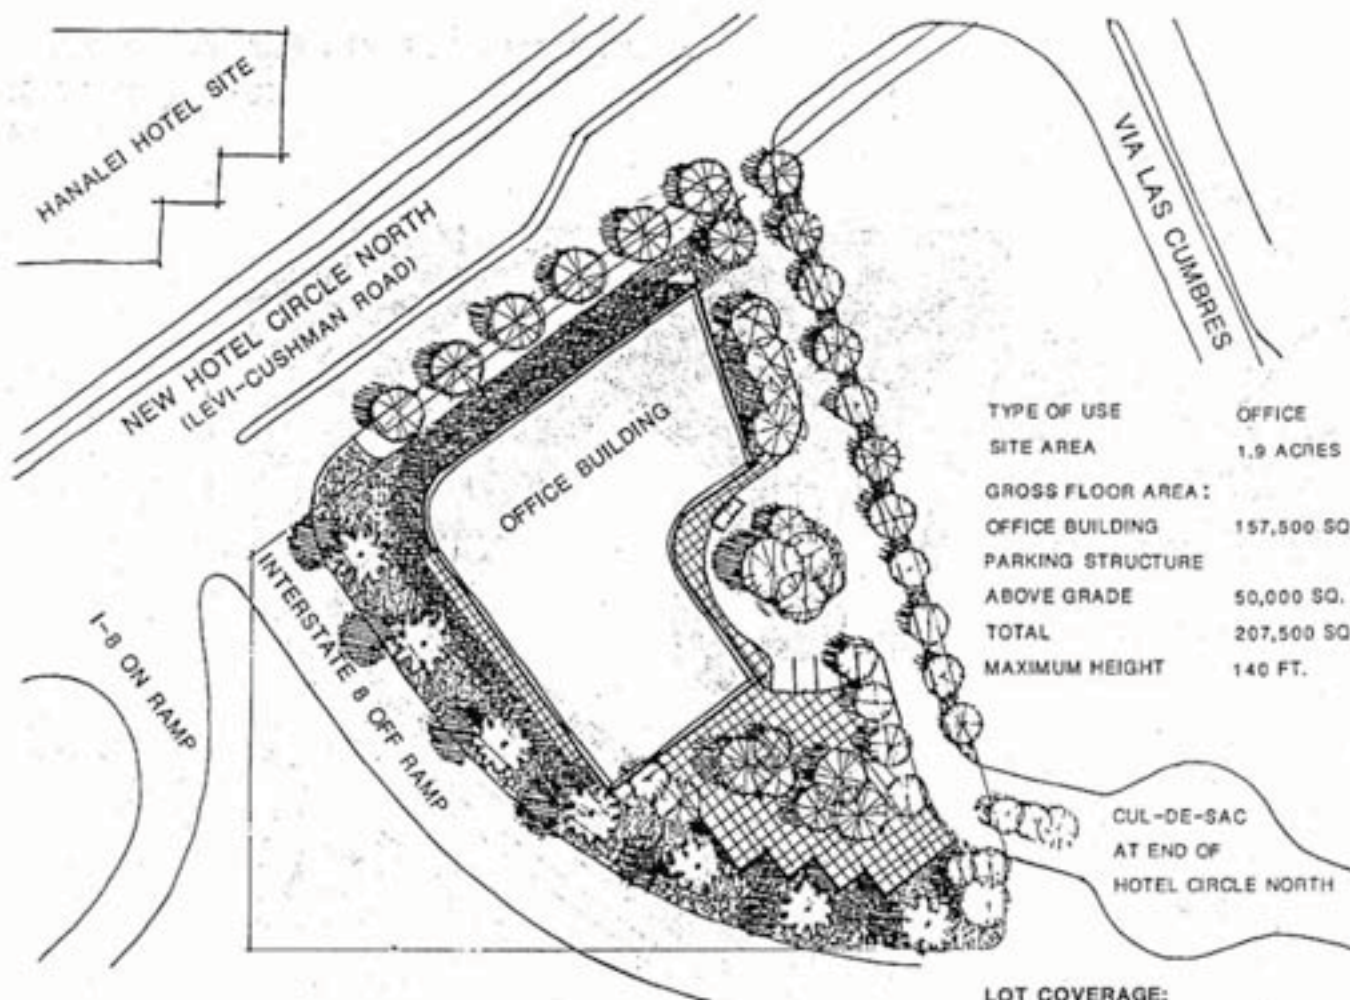 HANALEI HOTEL SITE
NEW HOTEL CIRCLE NORTH
(LEVI-CUSHMAN ROAD)
VIA LAS CUMBRES
OFFICE BUILDING
I-8 ON RAMP
INTERSTATE 8 OFF RAMP
TYPE OF USE OFFICE
SITE AREA 1.9 ACRES
GROSS FLOOR AREA:
OFFICE BUILDING 157,500 SQ
PARKING STRUCTURE
ABOVE GRADE 50,000 SQ.
TOTAL 207,500 SQ
MAXIMUM HEIGHT 140 FT.
CUL-DE-SAC
AT END OF
HOTEL CIRCLE NORTH
LOT COVERAGE: